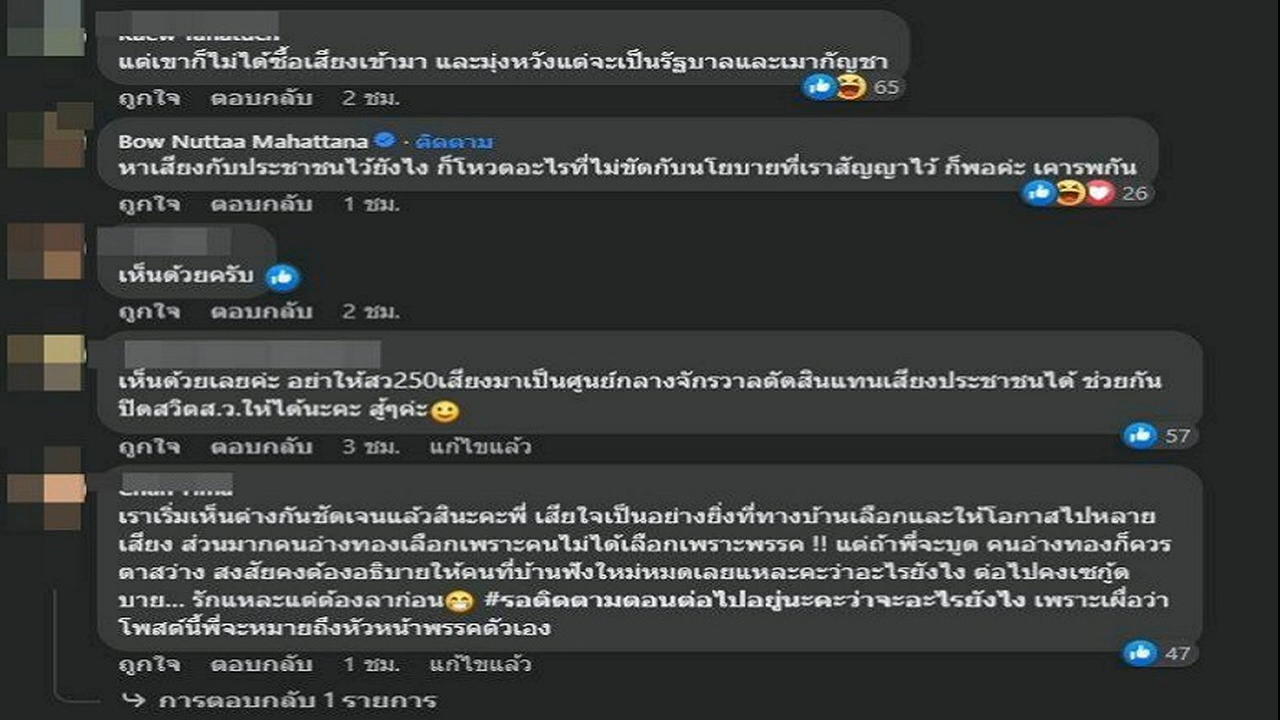 แต่เขาก็ไม่ได้ซื้อเสียงเข้ามา และมุ่งหวังแต่จะเป็นรัฐบาลและเมากัญชา
65
ถูกใจ ตอบกลับ 2 ชม.
Bow Nuttaa Mahattana · ติดตาม
หาเสียงกับประชาชนไว้ยังไง ก็โหวตอะไรที่ไม่ขัดกับนโยบายที่เราสัญญาไว้ ก็พอค่ะ เคารพกัน
26
ถูกใจ ตอบกลับ 1 ชม.
เห็นด้วยครับ
ถูกใจ ตอบกลับ 2 ชม.
เห็นด้วยเลยค่ะ อย่าให้สว250เสียงมาเป็นศูนย์กลางจักรวาลตัดสินแทนเสียงประชาชนได้ ช่วยกัน
ปิดสวิตส.ว.ให้ได้นะคะ สู้ๆค่ะ🙂
57
ถูกใจ ตอบกลับ 3 ชม. แก้ไขแล้ว
เราเริ่มเห็นต่างกันชัดเจนแล้วสินะคะพี่ เสียใจเป็นอย่างยิ่งที่ทางบ้านเลือกและให้โอกาสไปหลาย
เสียง ส่วนมากคนอ่างทองเลือกเพราะคนไม่ได้เลือกเพราะพรรค !! แต่ถ้าพี่จะบูด คนอ่างทองก็ควร
ตาสว่าง สงสัยคงต้องอธิบายให้คนที่บ้านฟังใหม่หมดเลยแหละคะว่าอะไรยังไง ต่อไปคงเซกู้ด
บาย... รักแหละแต่ต้องลาก่อน😁 #รอติดตามตอนต่อไปอยู่นะคะว่าจะอะไรยังไง เพราะเผื่อว่า
โพสต์นี้พี่จะหมายถึงหัวหน้าพรรคตัวเอง
47
ถูกใจ ตอบกลับ 1 ชม. แก้ไขแล้ว
การตอบกลับ 1 รายการ